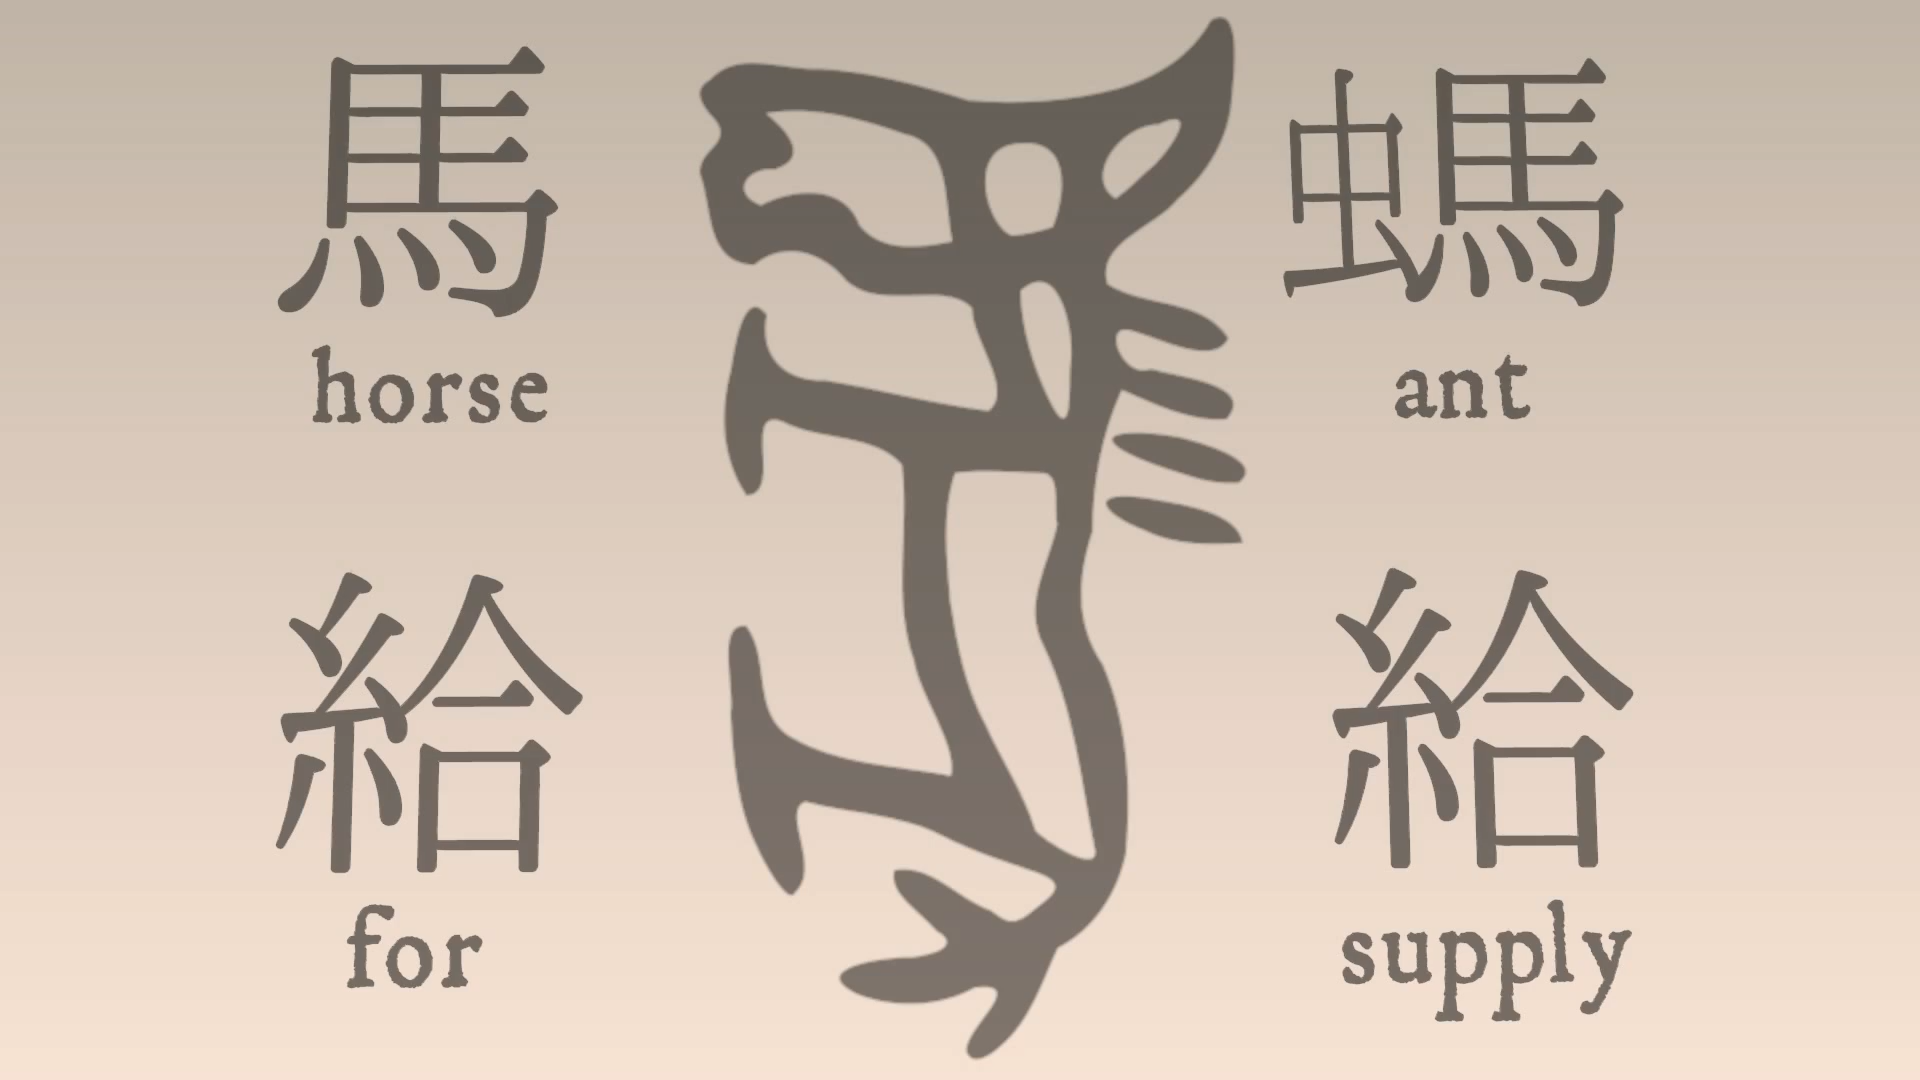 馬 螞
horse ant
給 給
for supply